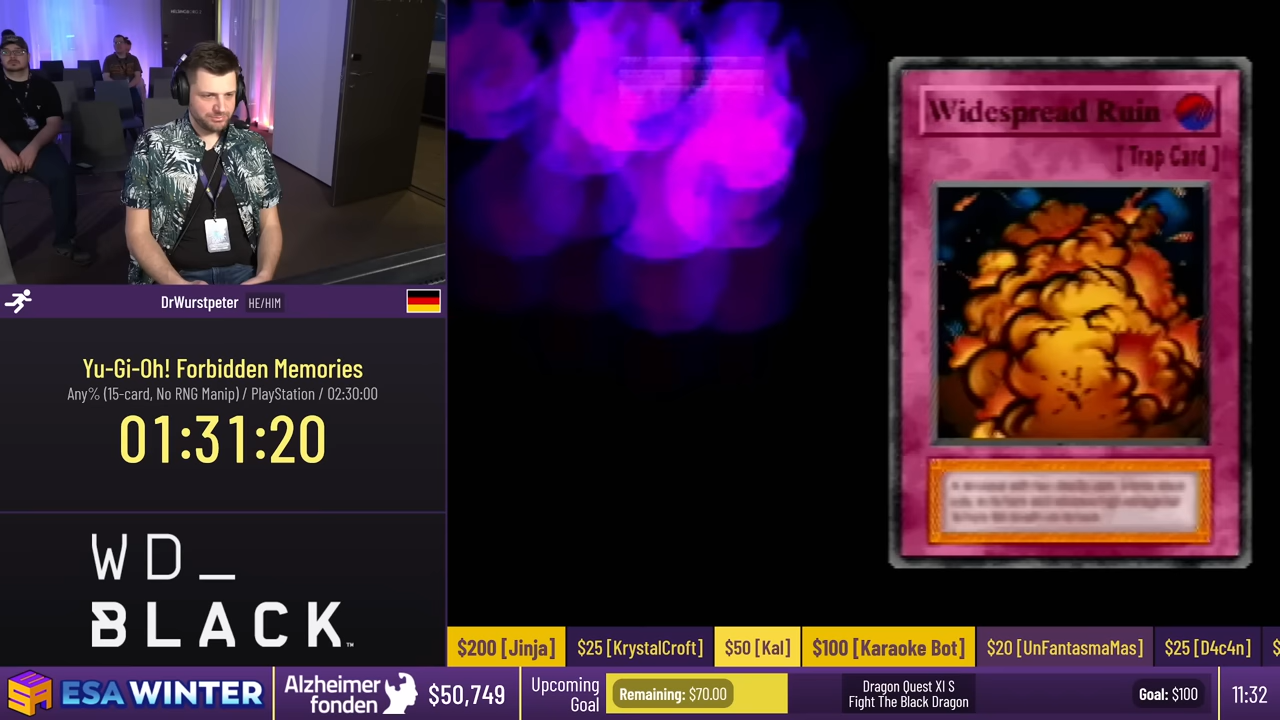 DrWurstpeter HE/HIM
Yu-Gi-Oh! Forbidden Memories
Any% (15-card, No RNG Manip) / PlayStation / 02:30:00
01:31:20
WD_
BLACK™
Widespread Ruin
[ Trap Card ]
$200 [Jinja] $25 [KrystalCroft] $50 [Kal] $100 [Karaoke Bot] $20 [UnFantasmaMas] $25 [D4c4n] $
ESA WINTER
Alzheimer
fonden
$50,749
Upcoming
Goal
Remaining: $70.00
Dragon Quest XI S
Fight The Black Dragon
Goal: $100
11:32